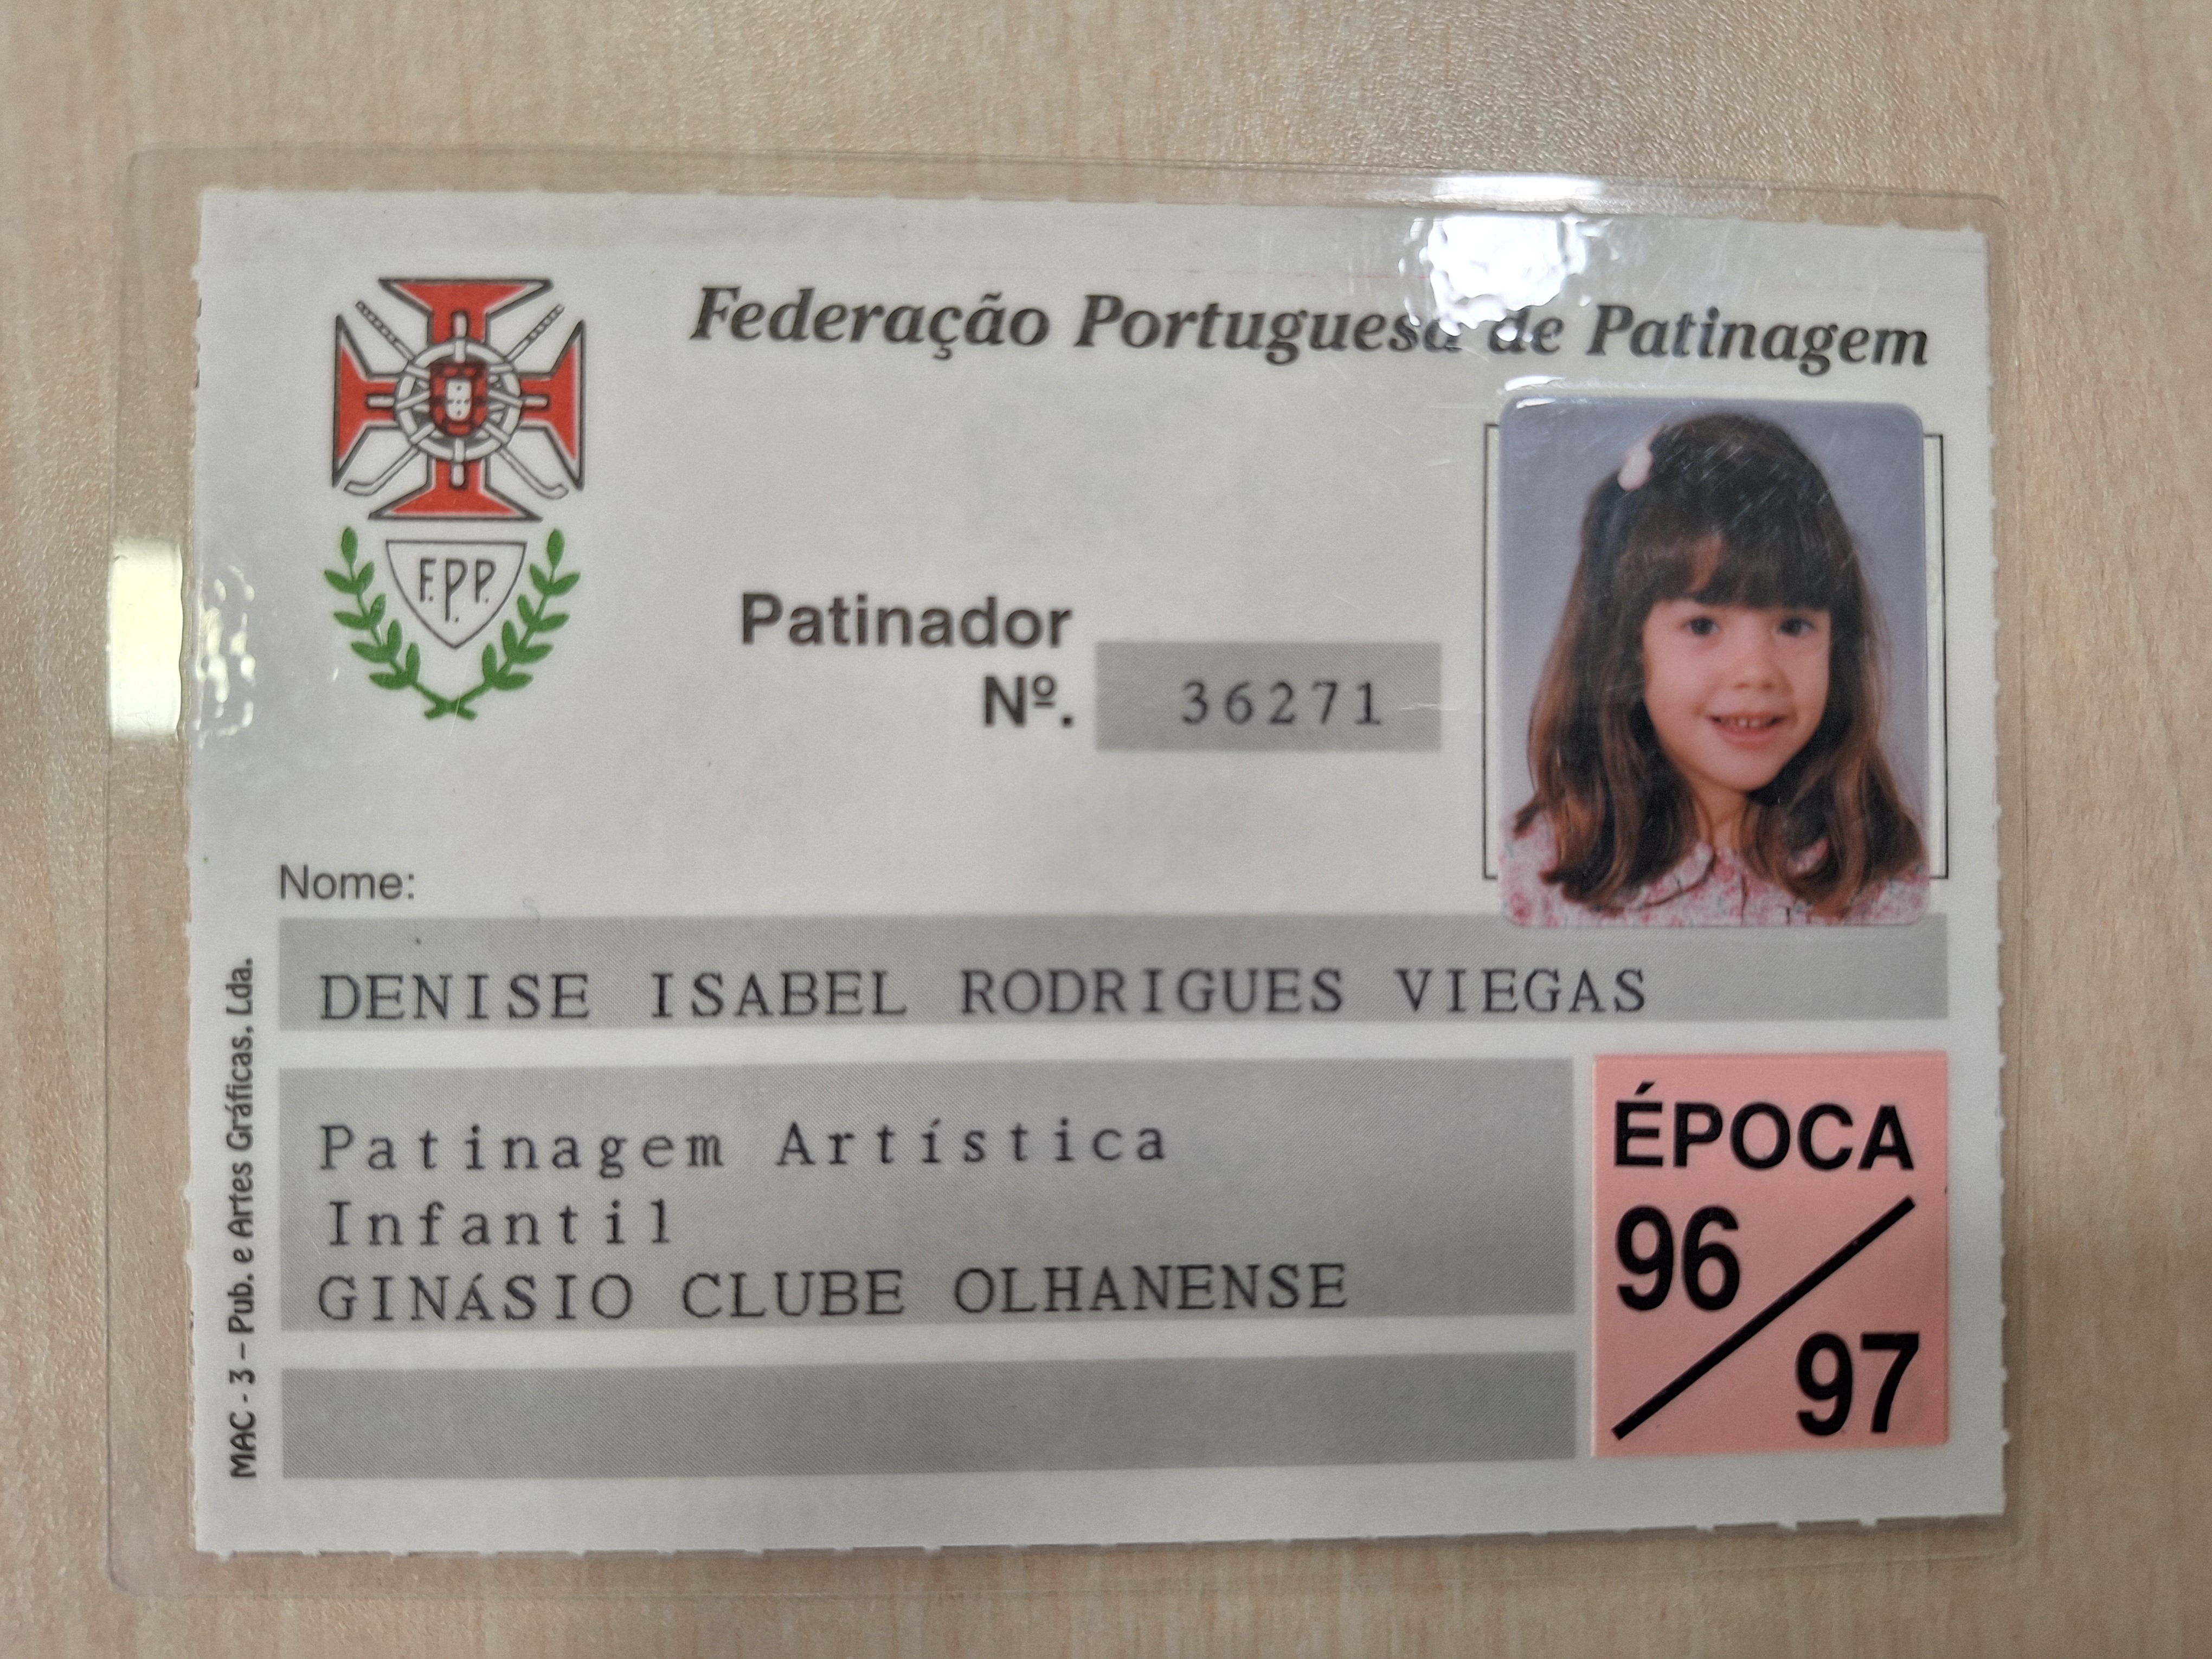 Federação Portuguesa de Patinagem
F.P.P.
Patinador
Nº. 36271
Nome:
DENISE ISABEL RODRIGUES VIEGAS
Patinagem Artística
Infantil
GINÁSIO CLUBE OLHANENSE
ÉPOCA
96/97
MAC - 3 – Pub. e Artes Gráficas, Lda.